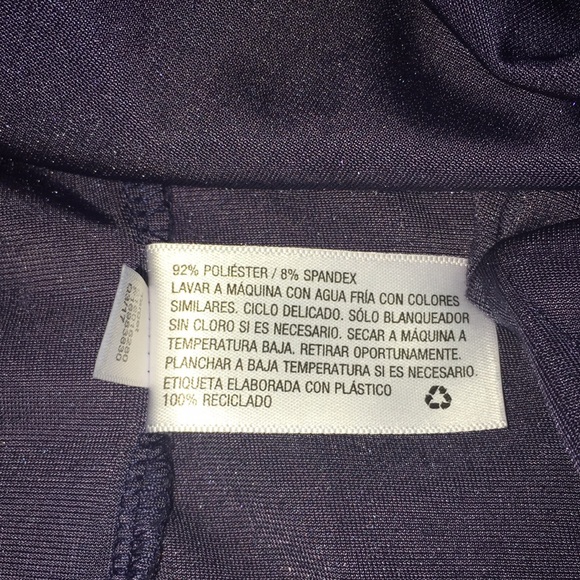 92% POLIÉSTER / 8% SPANDEX
LAVAR A MÁQUINA CON AGUA FRÍA CON COLORES
SIMILARES. CICLO DELICADO. SÓLO BLANQUEADOR
SIN CLORO SI ES NECESARIO. SECAR A MÁQUINA A
TEMPERATURA BAJA. RETIRAR OPORTUNAMENTE.
PLANCHAR A BAJA TEMPERATURA SI ES NECESARIO.
ETIQUETA ELABORADA CON PLÁSTICO
100% RECICLADO